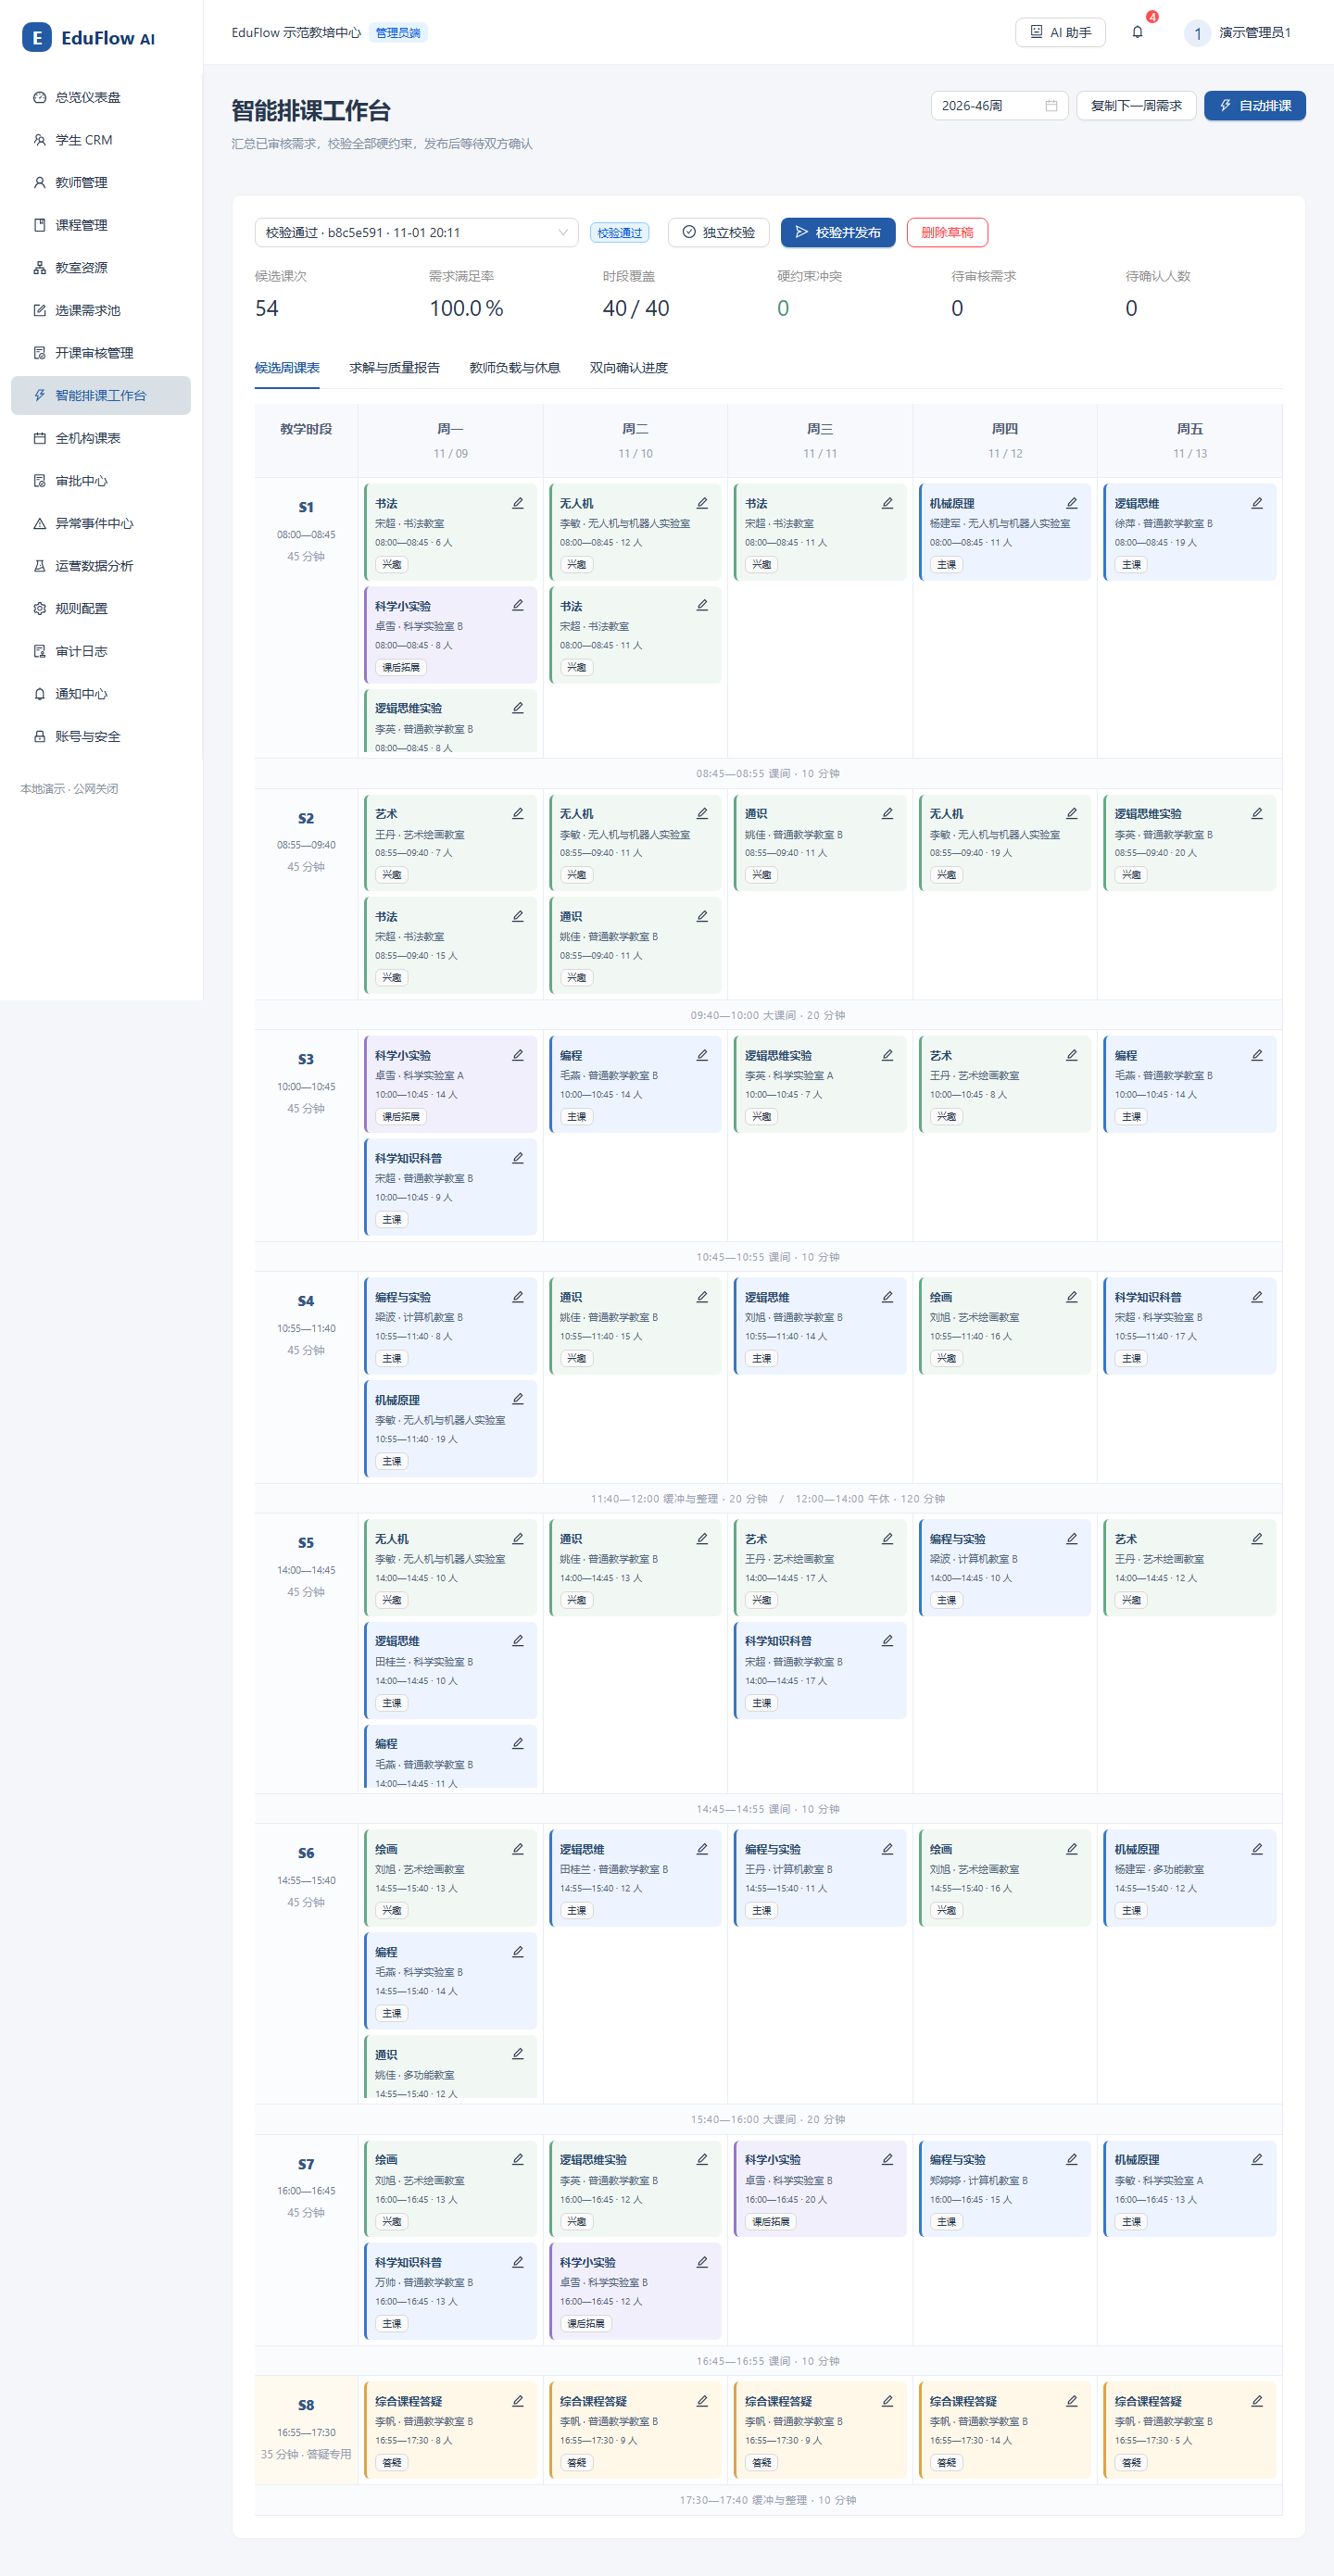 E EduFlow AI
总览仪表盘
学生 CRM
教师管理
课程管理
教室资源
选课需求池
开课审核管理
智能排课工作台
全机构课表
审批中心
异常事件中心
运营数据分析
规则配置
审计日志
通知中心
账号与安全
本地演示 · 公网关闭
EduFlow 示范教培中心 管理员端
AI 助手 4 1 演示管理员1
智能排课工作台
汇总已审核需求，校验全部硬约束，发布后等待双方确认
2026-46周 复制下一周需求 自动排课
校验通过 · b8c5e591 · 11-01 20:11 校验通过 独立校验 校验并发布 删除草稿
候选课次 需求满足率 时段覆盖 硬约束冲突 待审核需求 待确认人数
54 100.0 % 40 / 40 0 0 0
候选周课表 求解与质量报告 教师负载与休息 双向确认进度
教学时段 周一 周二 周三 周四 周五
11 / 09 11 / 10 11 / 11 11 / 12 11 / 13
S1
08:00—08:45
45 分钟
书法
宋超 · 书法教室
08:00—08:45 · 6 人
兴趣
科学小实验
卓雪 · 科学实验室 B
08:00—08:45 · 8 人
课后拓展
逻辑思维实验
李英 · 普通教学教室 B
08:00—08:45 · 8 人
无人机
李敏 · 无人机与机器人实验室
08:00—08:45 · 12 人
兴趣
书法
宋超 · 书法教室
08:00—08:45 · 11 人
兴趣
书法
宋超 · 书法教室
08:00—08:45 · 11 人
兴趣
机械原理
杨建军 · 无人机与机器人实验室
08:00—08:45 · 11 人
主课
逻辑思维
徐萍 · 普通教学教室 B
08:00—08:45 · 19 人
主课
08:45—08:55 课间 · 10 分钟
S2
08:55—09:40
45 分钟
艺术
王丹 · 艺术绘画教室
08:55—09:40 · 7 人
兴趣
书法
宋超 · 书法教室
08:55—09:40 · 15 人
兴趣
无人机
李敏 · 无人机与机器人实验室
08:55—09:40 · 11 人
兴趣
通识
姚佳 · 普通教学教室 B
08:55—09:40 · 11 人
兴趣
通识
姚佳 · 普通教学教室 B
08:55—09:40 · 11 人
兴趣
无人机
李敏 · 无人机与机器人实验室
08:55—09:40 · 19 人
兴趣
逻辑思维实验
李英 · 普通教学教室 B
08:55—09:40 · 20 人
兴趣
09:40—10:00 大课间 · 20 分钟
S3
10:00—10:45
45 分钟
科学小实验
卓雪 · 科学实验室 A
10:00—10:45 · 14 人
课后拓展
科学知识科普
宋超 · 普通教学教室 B
10:00—10:45 · 9 人
主课
编程
毛燕 · 普通教学教室 B
10:00—10:45 · 14 人
主课
逻辑思维实验
李英 · 科学实验室 A
10:00—10:45 · 7 人
兴趣
艺术
王丹 · 艺术绘画教室
10:00—10:45 · 8 人
兴趣
编程
毛燕 · 普通教学教室 B
10:00—10:45 · 14 人
主课
10:45—10:55 课间 · 10 分钟
S4
10:55—11:40
45 分钟
编程与实验
梁波 · 计算机教室 B
10:55—11:40 · 8 人
主课
机械原理
李敏 · 无人机与机器人实验室
10:55—11:40 · 19 人
主课
通识
姚佳 · 普通教学教室 B
10:55—11:40 · 15 人
兴趣
逻辑思维
刘旭 · 普通教学教室 B
10:55—11:40 · 14 人
主课
绘画
刘旭 · 艺术绘画教室
10:55—11:40 · 16 人
兴趣
科学知识科普
宋超 · 科学实验室 B
10:55—11:40 · 17 人
主课
11:40—12:00 缓冲与整理 · 20 分钟 / 12:00—14:00 午休 · 120 分钟
S5
14:00—14:45
45 分钟
无人机
李敏 · 无人机与机器人实验室
14:00—14:45 · 10 人
兴趣
逻辑思维
田桂兰 · 科学实验室 B
14:00—14:45 · 10 人
主课
编程
毛燕 · 普通教学教室 B
14:00—14:45 · 11 人
通识
姚佳 · 普通教学教室 B
14:00—14:45 · 13 人
兴趣
艺术
王丹 · 艺术绘画教室
14:00—14:45 · 17 人
兴趣
科学知识科普
宋超 · 普通教学教室 B
14:00—14:45 · 17 人
主课
编程与实验
梁波 · 计算机教室 B
14:00—14:45 · 10 人
主课
艺术
王丹 · 艺术绘画教室
14:00—14:45 · 12 人
兴趣
14:45—14:55 课间 · 10 分钟
S6
14:55—15:40
45 分钟
绘画
刘旭 · 艺术绘画教室
14:55—15:40 · 13 人
兴趣
编程
毛燕 · 科学实验室 B
14:55—15:40 · 14 人
主课
通识
姚佳 · 多功能教室
14:55—15:40 · 12 人
逻辑思维
田桂兰 · 普通教学教室 B
14:55—15:40 · 12 人
主课
编程与实验
王丹 · 计算机教室 B
14:55—15:40 · 11 人
主课
绘画
刘旭 · 艺术绘画教室
14:55—15:40 · 16 人
兴趣
机械原理
杨建军 · 多功能教室
14:55—15:40 · 12 人
主课
15:40—16:00 大课间 · 20 分钟
S7
16:00—16:45
45 分钟
绘画
刘旭 · 艺术绘画教室
16:00—16:45 · 13 人
兴趣
科学知识科普
万帅 · 普通教学教室 B
16:00—16:45 · 13 人
主课
逻辑思维实验
李英 · 普通教学教室 B
16:00—16:45 · 12 人
兴趣
科学小实验
卓雪 · 科学实验室 B
16:00—16:45 · 12 人
课后拓展
科学小实验
卓雪 · 科学实验室 B
16:00—16:45 · 20 人
课后拓展
编程与实验
郑婷婷 · 计算机教室 B
16:00—16:45 · 15 人
主课
机械原理
李敏 · 科学实验室 A
16:00—16:45 · 13 人
主课
16:45—16:55 课间 · 10 分钟
S8
16:55—17:30
35 分钟 · 答疑专用
综合课程答疑
李帆 · 普通教学教室 B
16:55—17:30 · 8 人
答疑
综合课程答疑
李帆 · 普通教学教室 B
16:55—17:30 · 9 人
答疑
综合课程答疑
李帆 · 普通教学教室 B
16:55—17:30 · 9 人
答疑
综合课程答疑
李帆 · 普通教学教室 B
16:55—17:30 · 14 人
答疑
综合课程答疑
李帆 · 普通教学教室 B
16:55—17:30 · 5 人
答疑
17:30—17:40 缓冲与整理 · 10 分钟